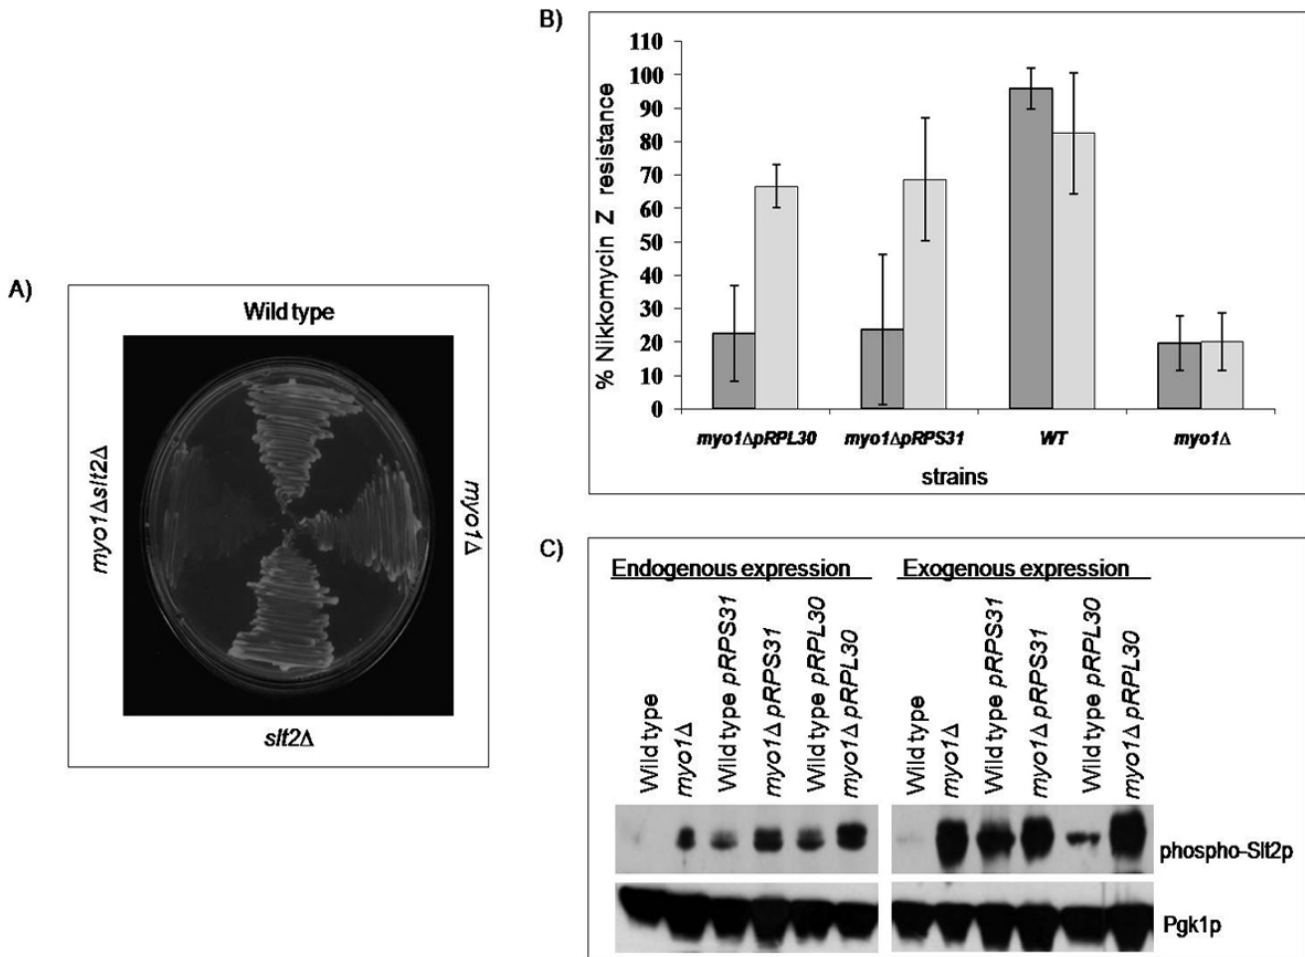 A)
Wild type
myo1Δslt2Δ
myo1Δ
slt2Δ
B)
% Nikkomycin Z resistance
110
100
90
80
70
60
50
40
30
20
10
0
myo1ΔpRPL30
myo1ΔpRPS31
WT
myo1Δ
strains
C)
Endogenous expression
Exogenous expression
Wild type
myo1Δ
Wild type pRPS31
myo1Δ pRPS31
Wild type pRPL30
myo1Δ pRPL30
Wild type
myo1Δ
Wild type pRPS31
myo1Δ pRPS31
Wild type pRPL30
myo1Δ pRPL30
phospho-Slt2p
Pgk1p